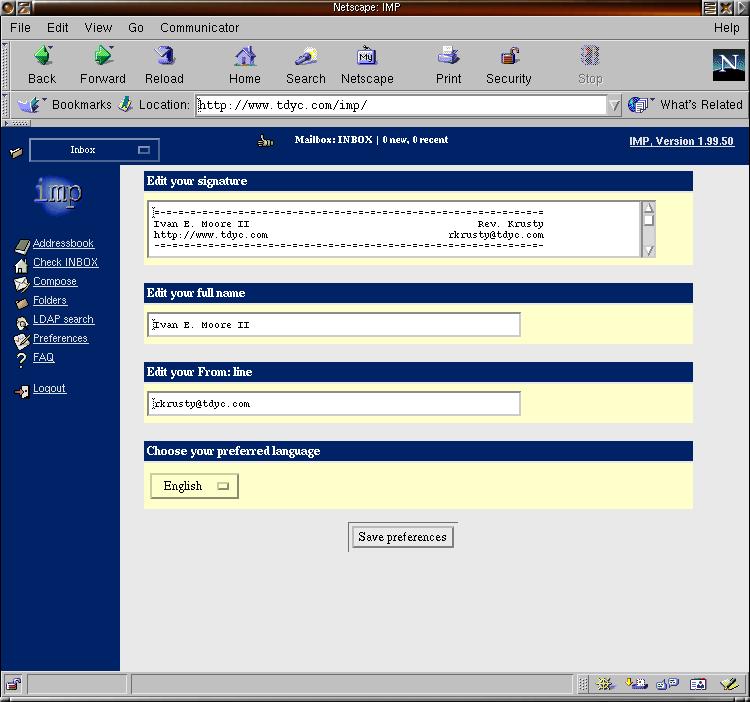 Netscape: IMP
File Edit View Go Communicator Help
Back Forward Reload Home Search Netscape Print Security Stop
My
N
Bookmarks Location: http://www.tdyc.com/imp/ What's Related
Inbox Mailbox: INBOX | 0 new, 0 recent IMP, Version 1.99.50
imp
Addressbook
Check INBOX
Compose
Folders
LDAP search
Preferences
FAQ
Logout
Edit your signature
=-=-=-=-=-=-=-=-=-=-=-=-=-=-=-=-=-=-=-=-=-=-=-=-=-=-=-=-=-=-=-=-=
Ivan E. Moore II Rev. Krusty
http://www.tdyc.com rkrusty@tdyc.com
-=-=-=-=-=-=-=-=-=-=-=-=-=-=-=-=-=-=-=-=-=-=-=-=-=-=-=-=-=-=-=-=-
Edit your full name
Ivan E. Moore II
Edit your From: line
rkrusty@tdyc.com
Choose your preferred language
English
Save preferences